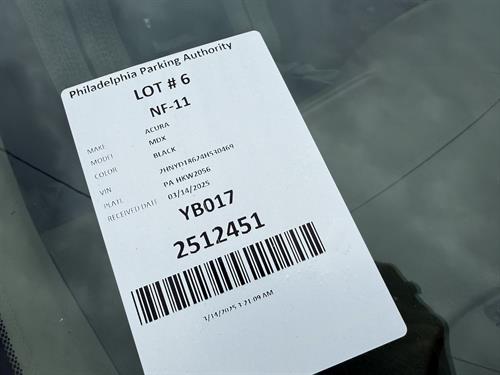 Philadelphia Parking Authority
LOT # 6
NF-11
MAKE ACURA
MODEL MDX
COLOR BLACK
VIN 2HNYD18624H530469
PLATE PA-HKW2056
RECEIVED DATE 03/14/2025
YB017
2512451
3/14/2025 3:21:09 AM